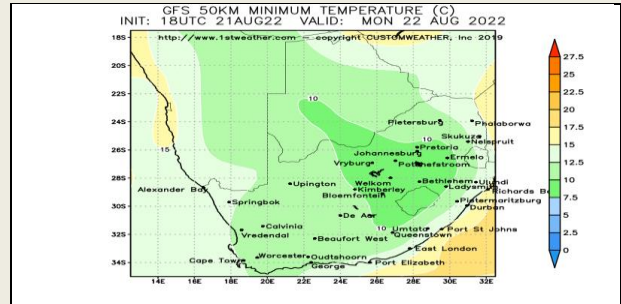 GFS 50KM MINIMUM TEMPERATURE (C)
INIT: 18UTC 21AUG22 VALID: MON 22 AUG 2022
http://www.1stweather.com — copyright CUSTOMWEATHER, Inc 2019
18S
20S
22S
24S
26S
28S
30S
32S
34S
14E 16E 18E 20E 22E 24E 26E 28E 30E 32E
10
Pietersburg
Phalaborwa
Skukuza
10
Nelspruit
Pretoria
Johannesburg
15
Ermelo
Vryburg
Potchefstroom
Welkom
Bethlehem
Ulundi
Alexander Bay
Upington
Kimberley
Ladysmith
Richards B
Bloemfontein
Springbok
Pietermaritzburg
Durban
De Aar
Calvinia
10
Umtata
Port St Johns
Vredendal
Beaufort West
Queenstown
East London
Worcester
Oudtshoorn
Cape Town
George
Port Elizabeth
27.5
25
22.5
20
17.5
15
12.5
10
7.5
5
2.5
0